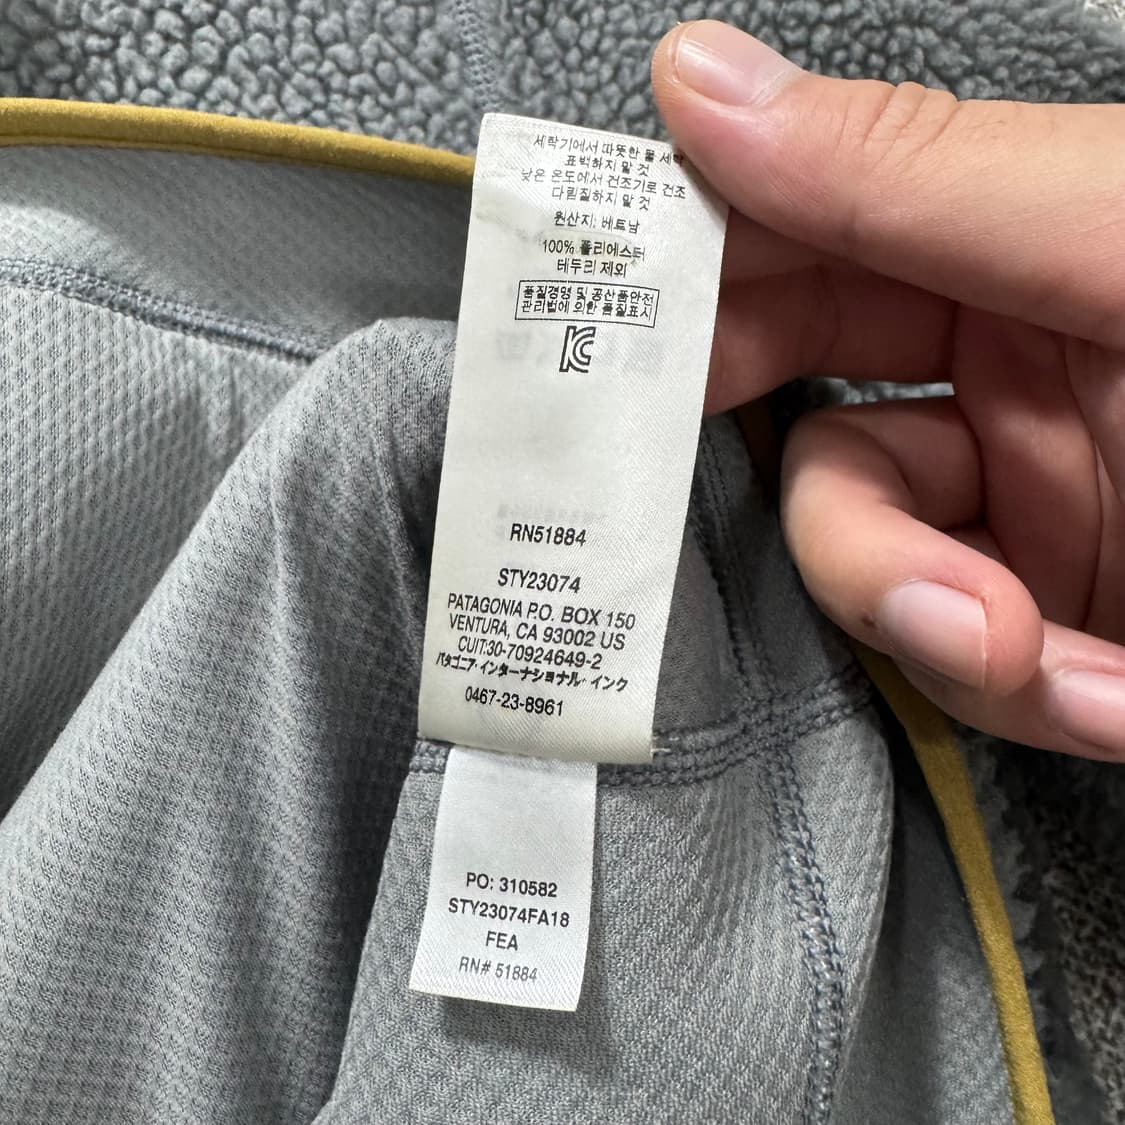 세탁기에서 따뜻한 물 세탁
표백하지 말 것
낮은 온도에서 건조기로 건조
다림질하지 말 것
원산지: 베트남
100% 폴리에스터
테두리 제외
품질경영 및 공산품안전
관리법에 의한 품질표시
KC
RN51884
STY23074
PATAGONIA P.O. BOX 150
VENTURA, CA 93002 US
CUIT:30-70924649-2
パタゴニア・インターナショナル・インク
0467-23-8961
PO: 310582
STY23074FA18
FEA
RN# 51884